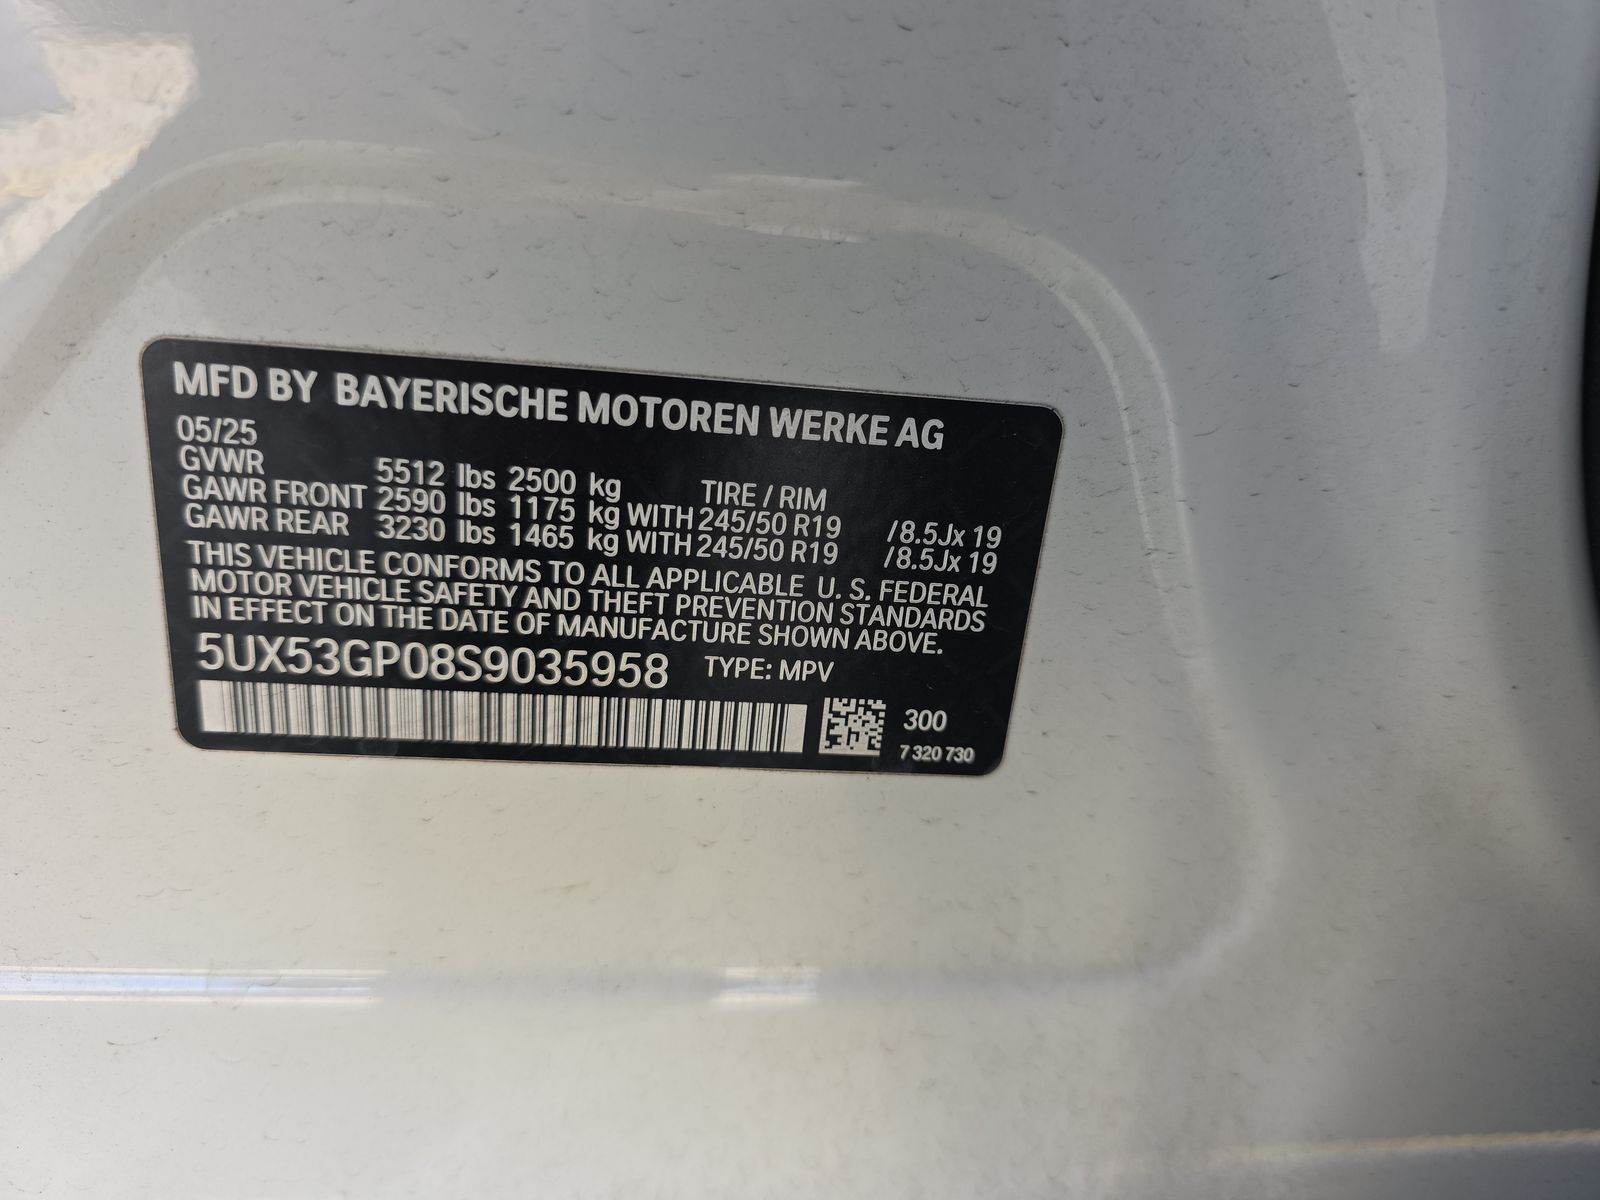 MFD BY BAYERISCHE MOTOREN WERKE AG
05/25
GVWR 5512 lbs 2500 kg TIRE / RIM
GAWR FRONT 2590 lbs 1175 kg WITH 245/50 R19 /8.5Jx 19
GAWR REAR 3230 lbs 1465 kg WITH 245/50 R19 /8.5Jx 19
THIS VEHICLE CONFORMS TO ALL APPLICABLE U. S. FEDERAL
MOTOR VEHICLE SAFETY AND THEFT PREVENTION STANDARDS
IN EFFECT ON THE DATE OF MANUFACTURE SHOWN ABOVE.
5UX53GP08S9035958 TYPE: MPV
300
7 320 730